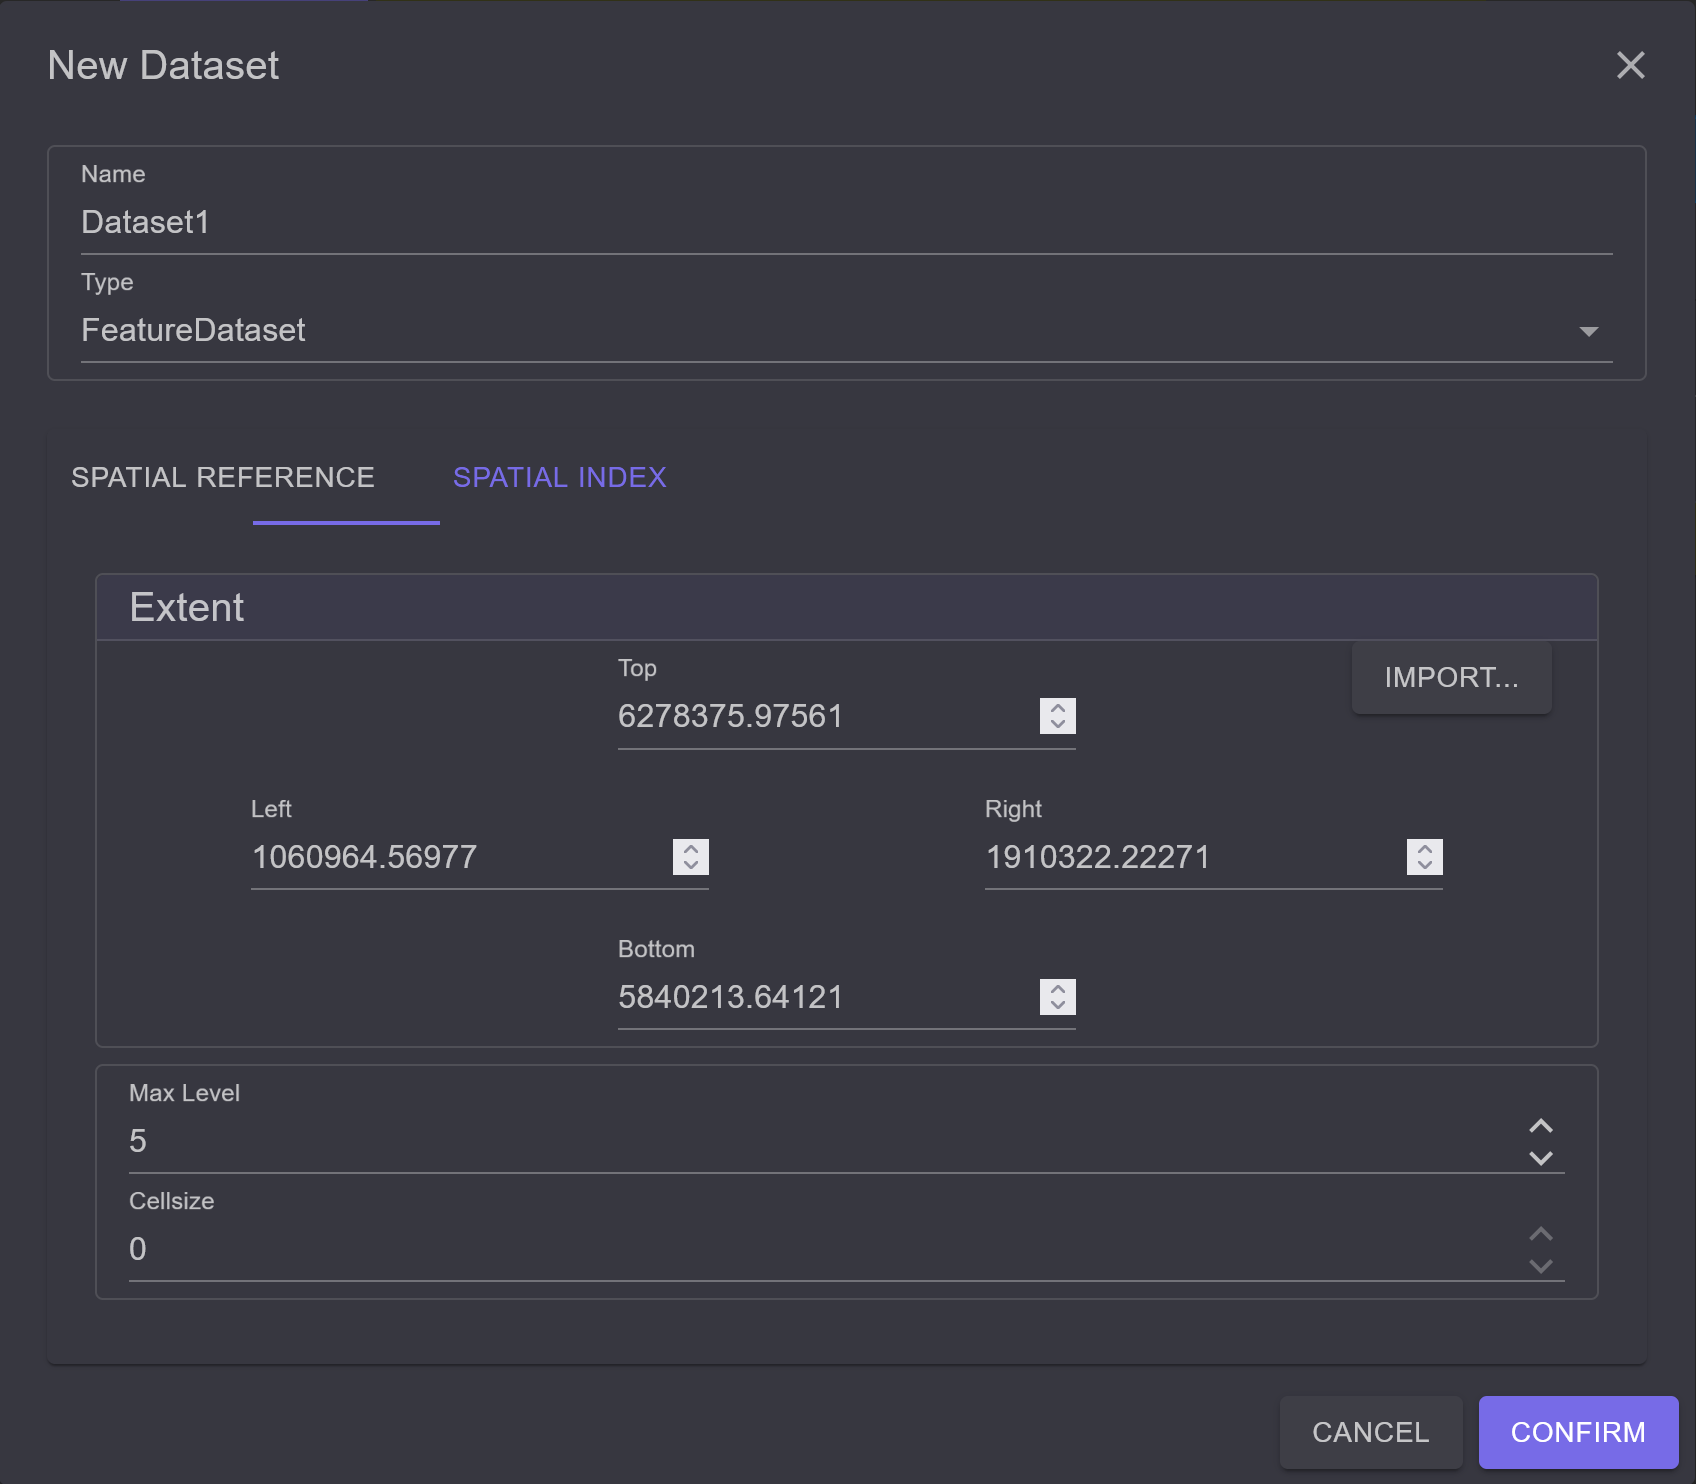 New Dataset
Name
Dataset1
Type
FeatureDataset
SPATIAL REFERENCE SPATIAL INDEX
Extent
Top
6278375.97561
IMPORT...
Left
1060964.56977
Right
1910322.22271
Bottom
5840213.64121
Max Level
5
Cellsize
0
CANCEL CONFIRM